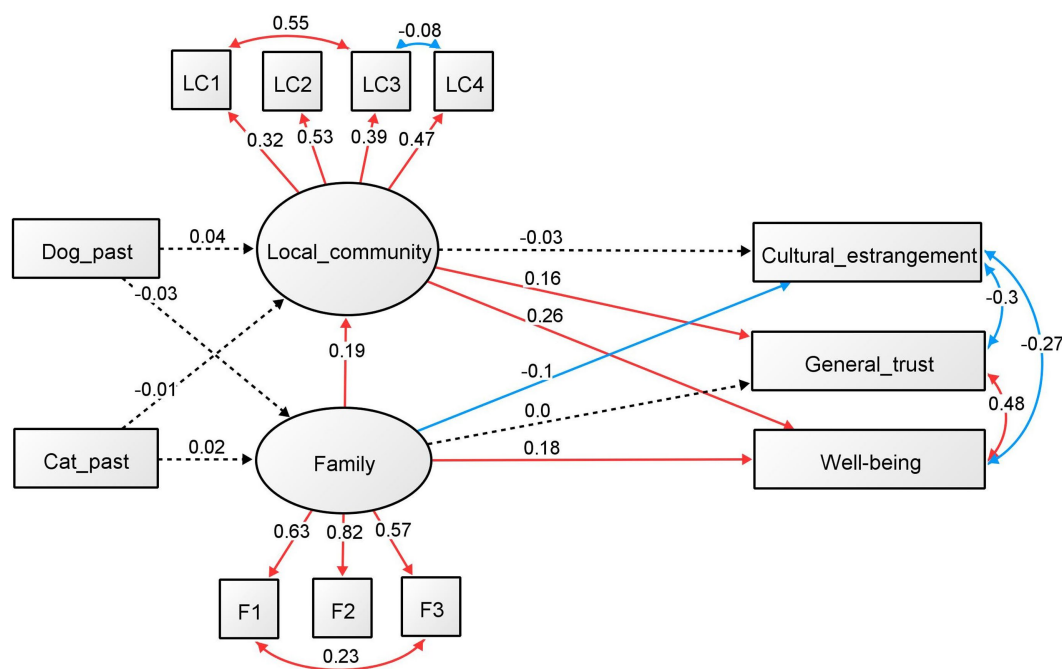 0.55
-0.08
LC1
LC2
LC3
LC4
0.32
0.53
0.39
0.47
Dog_past
0.04
Local_community
-0.03
Cultural_estrangement
-0.03
0.16
0.26
-0.3
-0.27
0.19
-0.01
-0.1
General_trust
0.0
0.48
Cat_past
0.02
Family
0.18
Well-being
0.63
0.82
0.57
F1
F2
F3
0.23